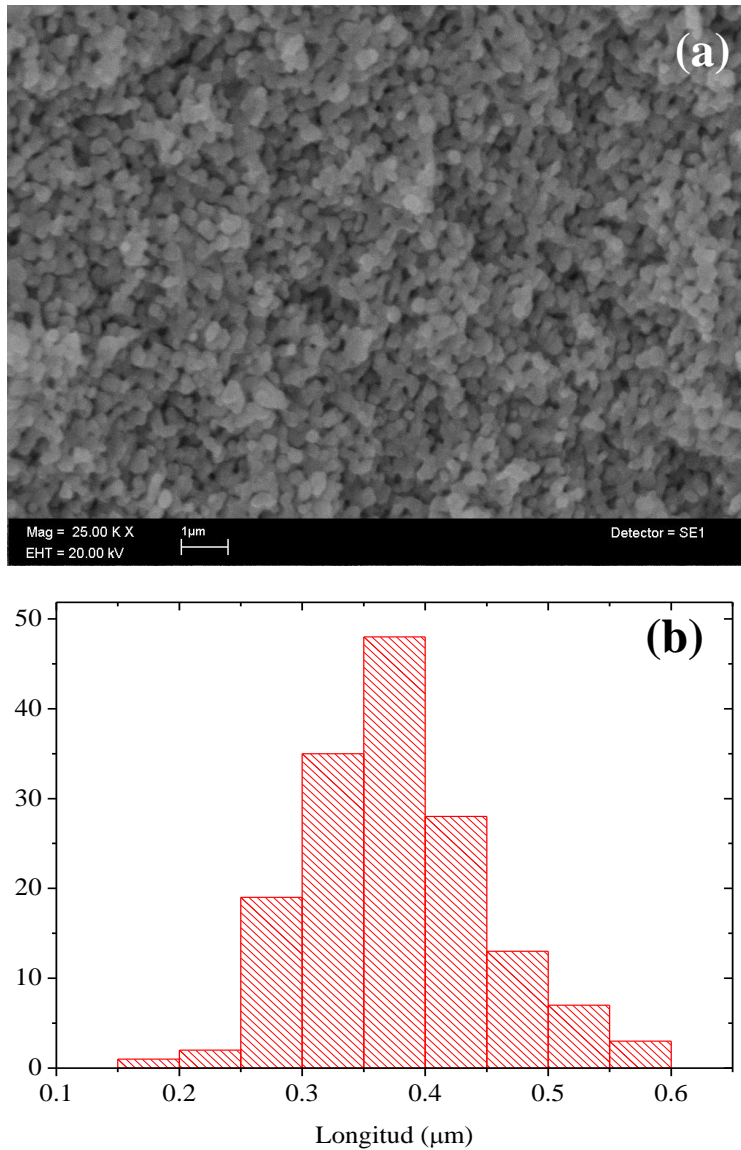 (a)
Mag = 25.00 K X
1µm
Detector = SE1
EHT = 20.00 kV
(b)
50
40
30
20
10
0
0.1 0.2 0.3 0.4 0.5 0.6
Longitud (µm)